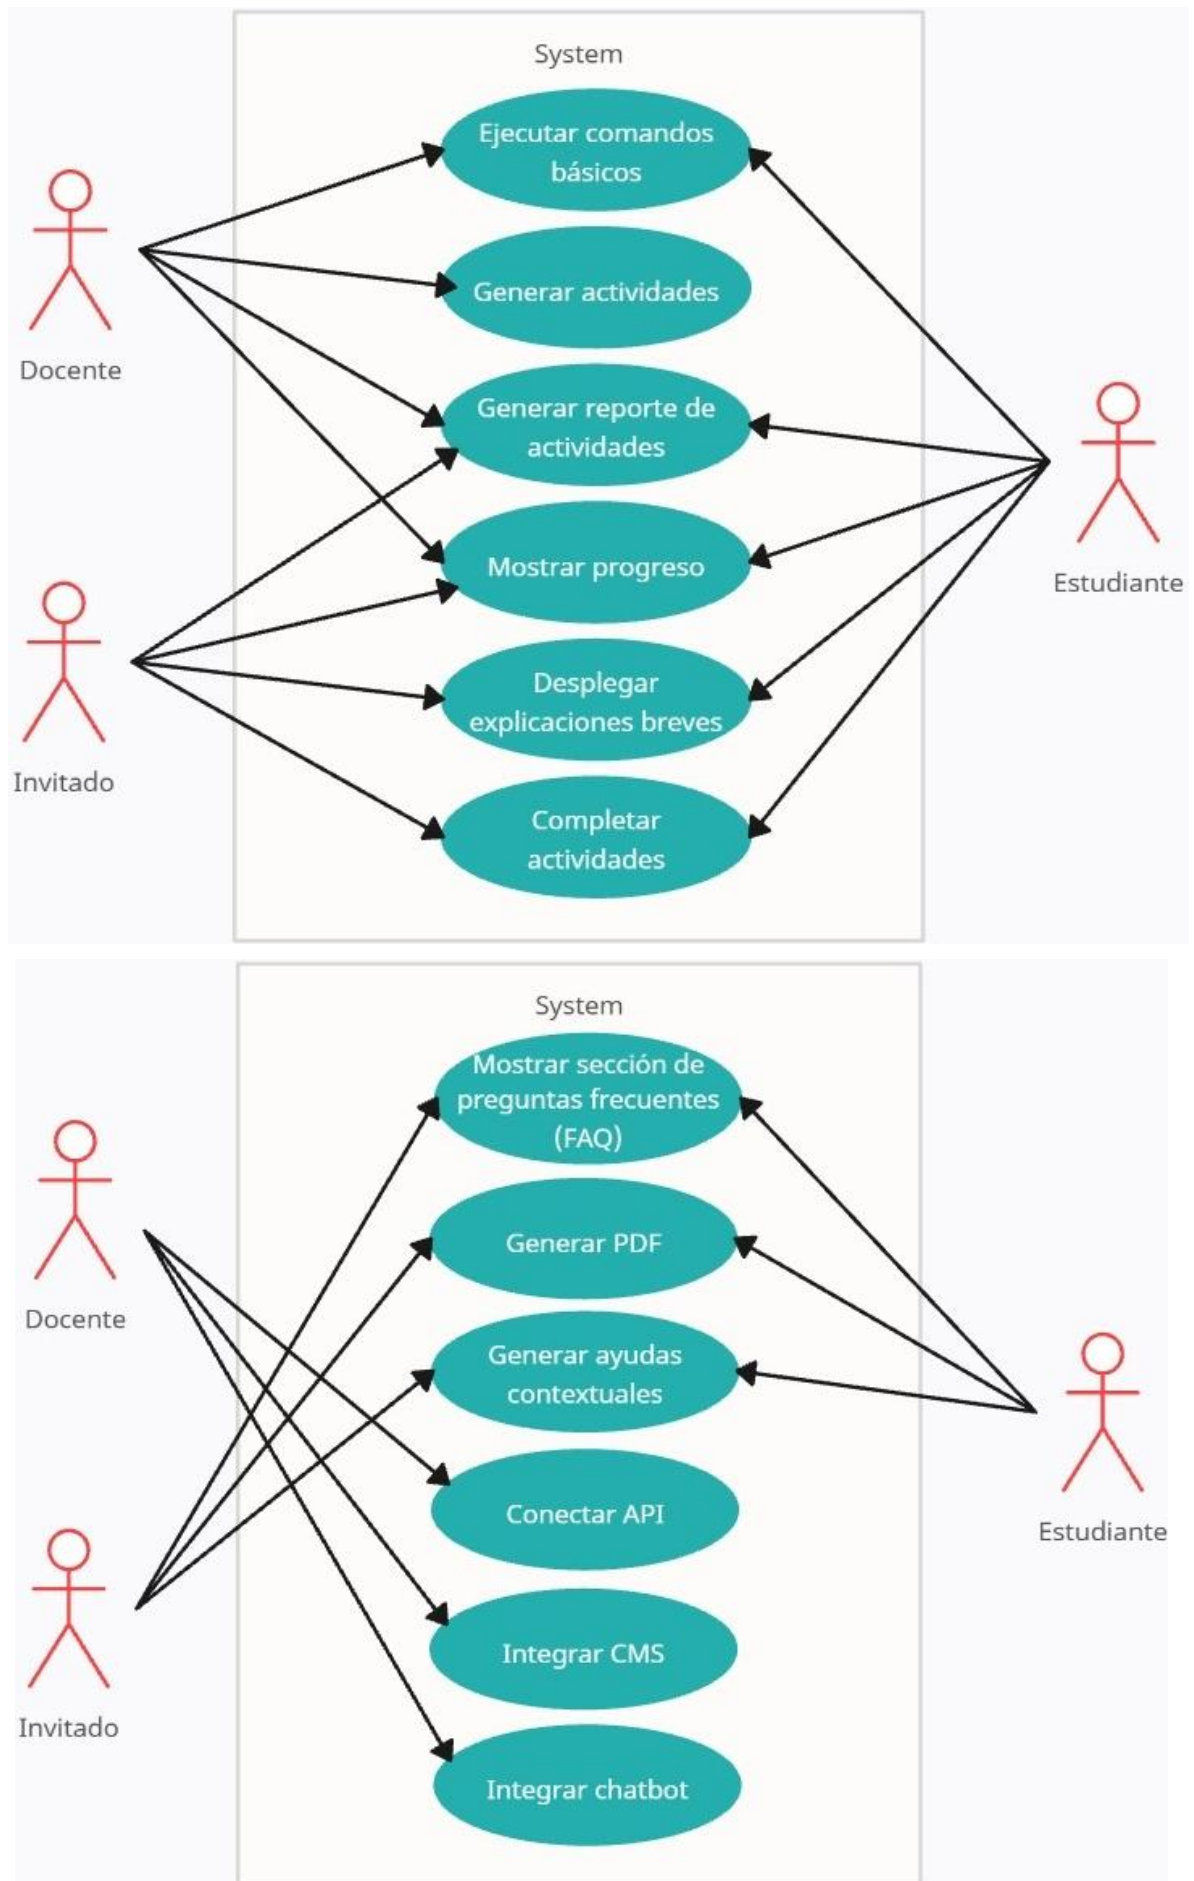 System
Ejecutar comandos
básicos
Generar actividades
Docente
Generar reporte de
actividades
Estudiante
Mostrar progreso
Desplegar
explicaciones breves
Invitado
Completar
actividades
System
Mostrar sección de
preguntas frecuentes
(FAQ)
Generar PDF
Docente
Generar ayudas
contextuales
Conectar API
Estudiante
Integrar CMS
Invitado
Integrar chatbot